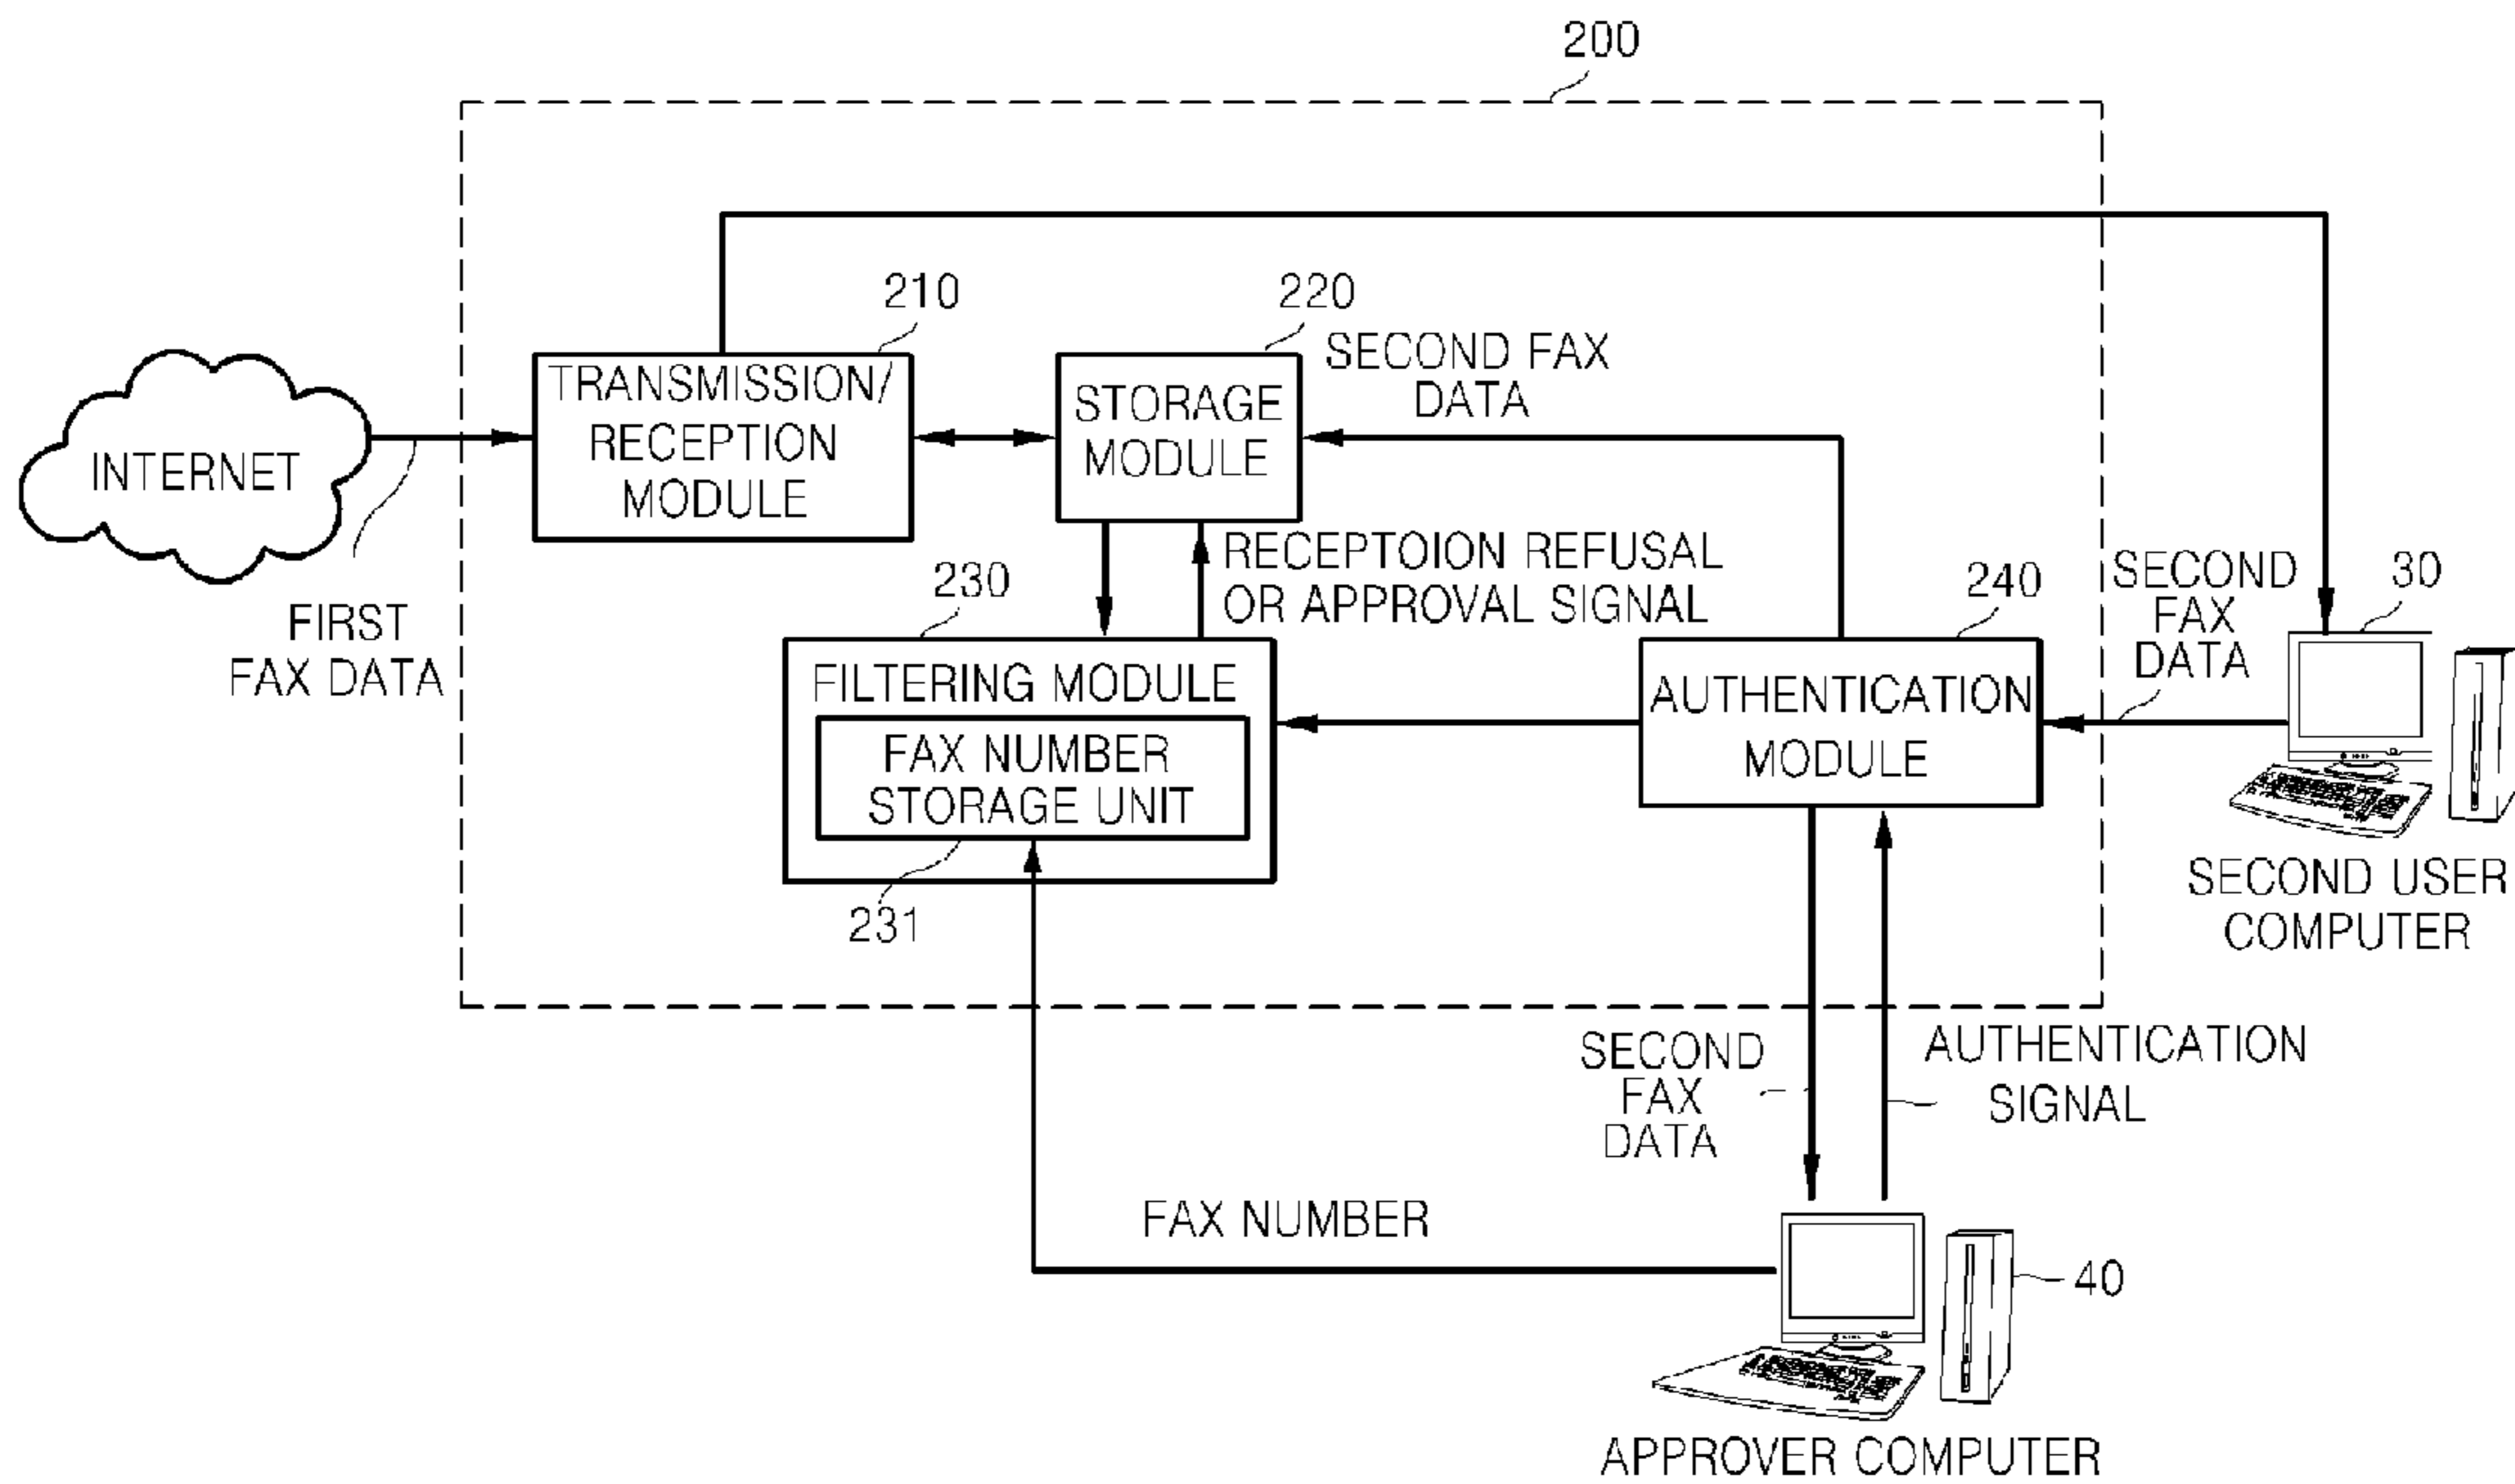 200
210
220
TRANSMISSION/
RECEPTION
MODULE
STORAGE
MODULE
SECOND FAX
DATA
INTERNET
FIRST
FAX DATA
RECEPTOION REFUSAL
OR APPROVAL SIGNAL
230
FILTERING MODULE
FAX NUMBER
STORAGE UNIT
231
240
AUTHENTICATION
MODULE
SECOND
FAX
DATA
30
SECOND USER
COMPUTER
SECOND
FAX
DATA
AUTHENTICATION
SIGNAL
FAX NUMBER
40
APPROVER COMPUTER